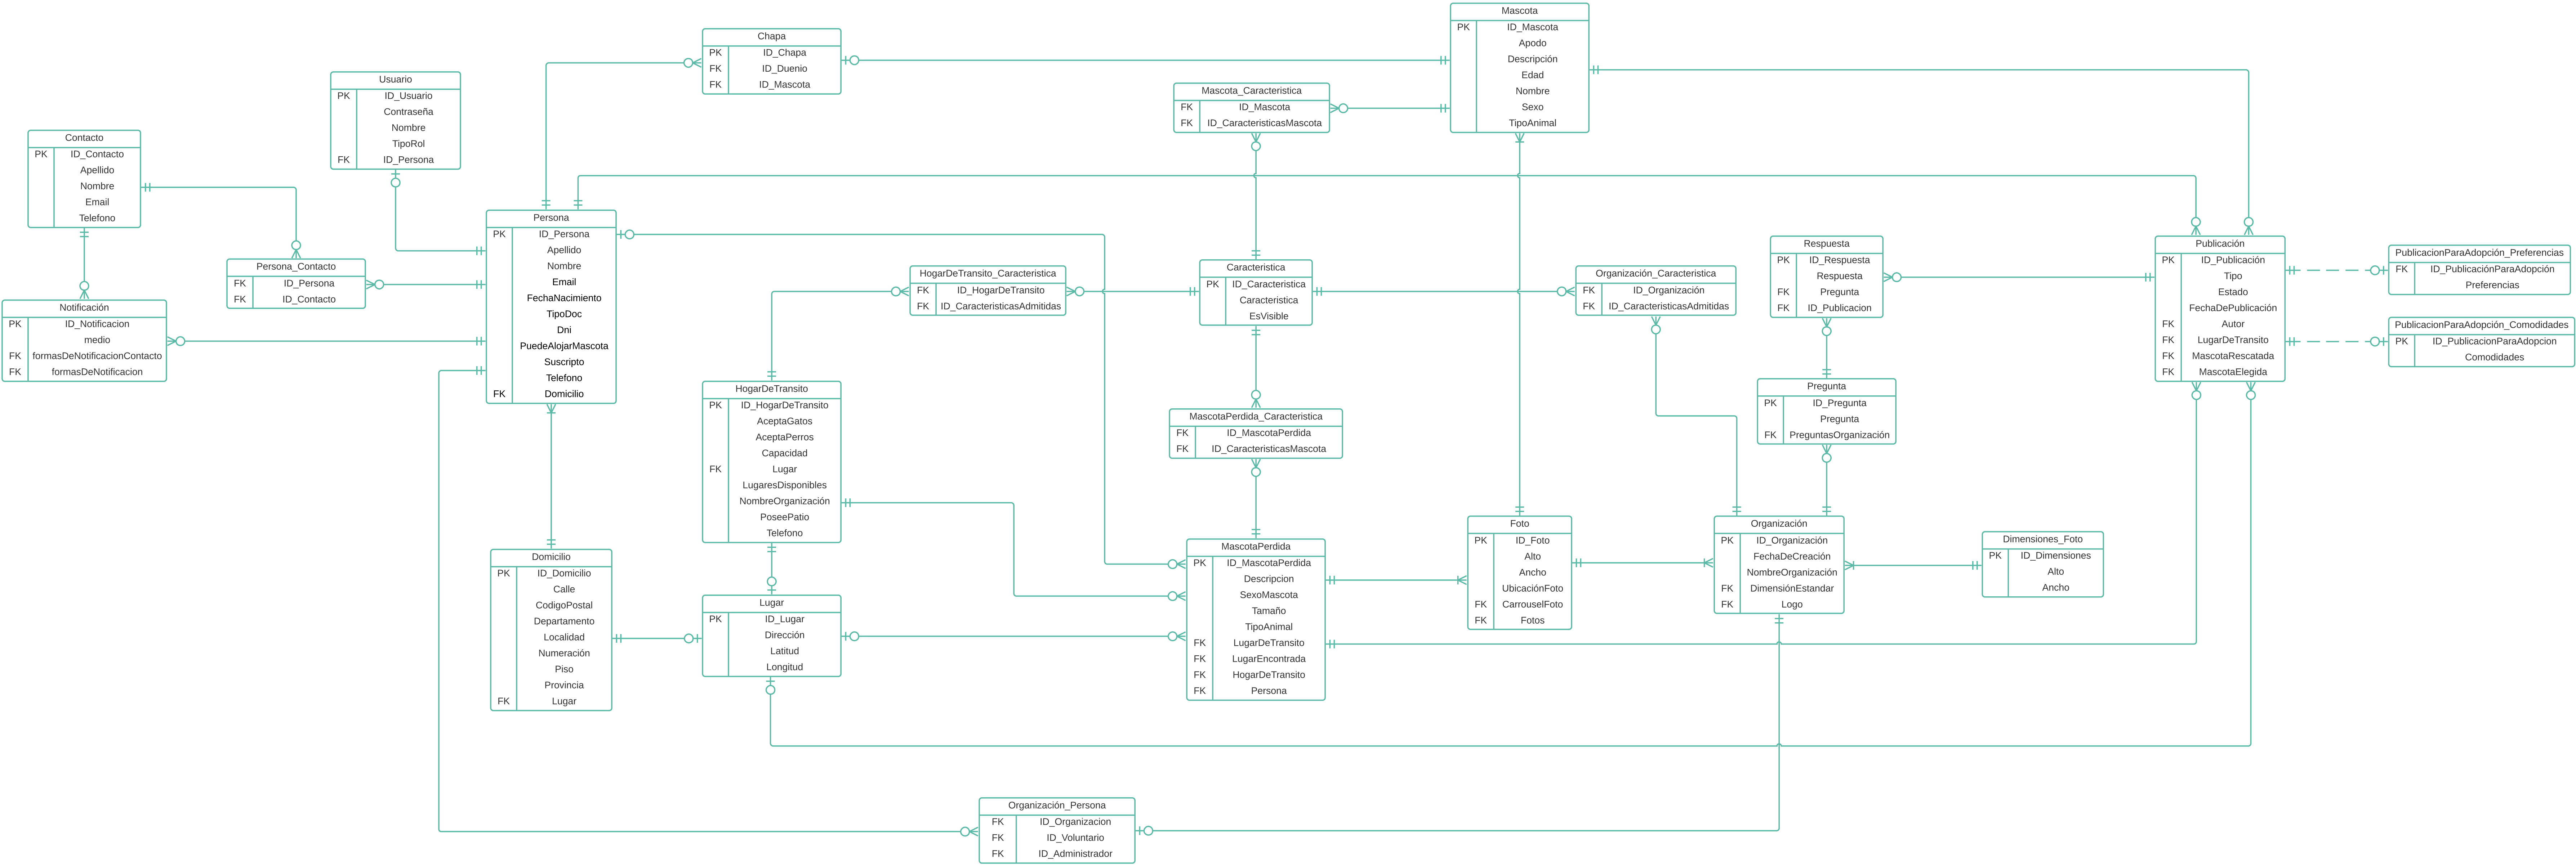 Mascota
PK ID_Mascota
Apodo
Descripción
Edad
Nombre
Sexo
TipoAnimal
Chapa
PK ID_Chapa
FK ID_Duenio
FK ID_Mascota
Usuario
PK ID_Usuario
Contraseña
Nombre
TipoRol
FK ID_Persona
Mascota_Caracteristica
FK ID_Mascota
FK ID_CaracteristicasMascota
Contacto
PK ID_Contacto
Apellido
Nombre
Email
Telefono
Persona
PK ID_Persona
Apellido
Nombre
Email
FechaNacimiento
TipoDoc
Dni
PuedeAlojarMascota
Suscripto
Telefono
FK Domicilio
Persona_Contacto
FK ID_Persona
FK ID_Contacto
Notificación
PK ID_Notificacion
medio
FK formasDeNotificacionContacto
FK formasDeNotificacion
HogarDeTransito_Caracteristica
FK ID_HogarDeTransito
FK ID_CaracteristicasAdmitidas
Caracteristica
PK ID_Caracteristica
Caracteristica
EsVisible
Organización_Caracteristica
FK ID_Organización
FK ID_CaracteristicasAdmitidas
Respuesta
PK ID_Respuesta
Respuesta
FK Pregunta
FK ID_Publicacion
Publicación
PK ID_Publicación
Tipo
Estado
FechaDePublicación
FK Autor
FK LugarDeTransito
FK MascotaRescatada
FK MascotaElegida
PublicacionParaAdopción_Preferencias
FK ID_PublicaciónParaAdopción
Preferencias
PublicacionParaAdopción_Comodidades
PK ID_PublicacionParaAdopcion
Comodidades
HogarDeTransito
PK ID_HogarDeTransito
AceptaGatos
AceptaPerros
Capacidad
FK Lugar
LugaresDisponibles
NombreOrganización
PoseePatio
Telefono
MascotaPerdida_Caracteristica
FK ID_MascotaPerdida
FK ID_CaracteristicasMascota
Pregunta
PK ID_Pregunta
Pregunta
FK PreguntasOrganización
Domicilio
PK ID_Domicilio
Calle
CodigoPostal
Departamento
Localidad
Numeración
Piso
Provincia
FK Lugar
Lugar
PK ID_Lugar
Dirección
Latitud
Longitud
MascotaPerdida
PK ID_MascotaPerdida
Descripcion
SexoMascota
Tamaño
TipoAnimal
FK LugarDeTransito
FK LugarEncontrada
FK HogarDeTransito
FK Persona
Foto
PK ID_Foto
Alto
Ancho
UbicaciónFoto
FK CarrouselFoto
FK Fotos
Organización
PK ID_Organización
FechaDeCreación
NombreOrganización
FK DimensiónEstandar
FK Logo
Dimensiones_Foto
PK ID_Dimensiones
Alto
Ancho
Organización_Persona
FK ID_Organizacion
FK ID_Voluntario
FK ID_Administrador